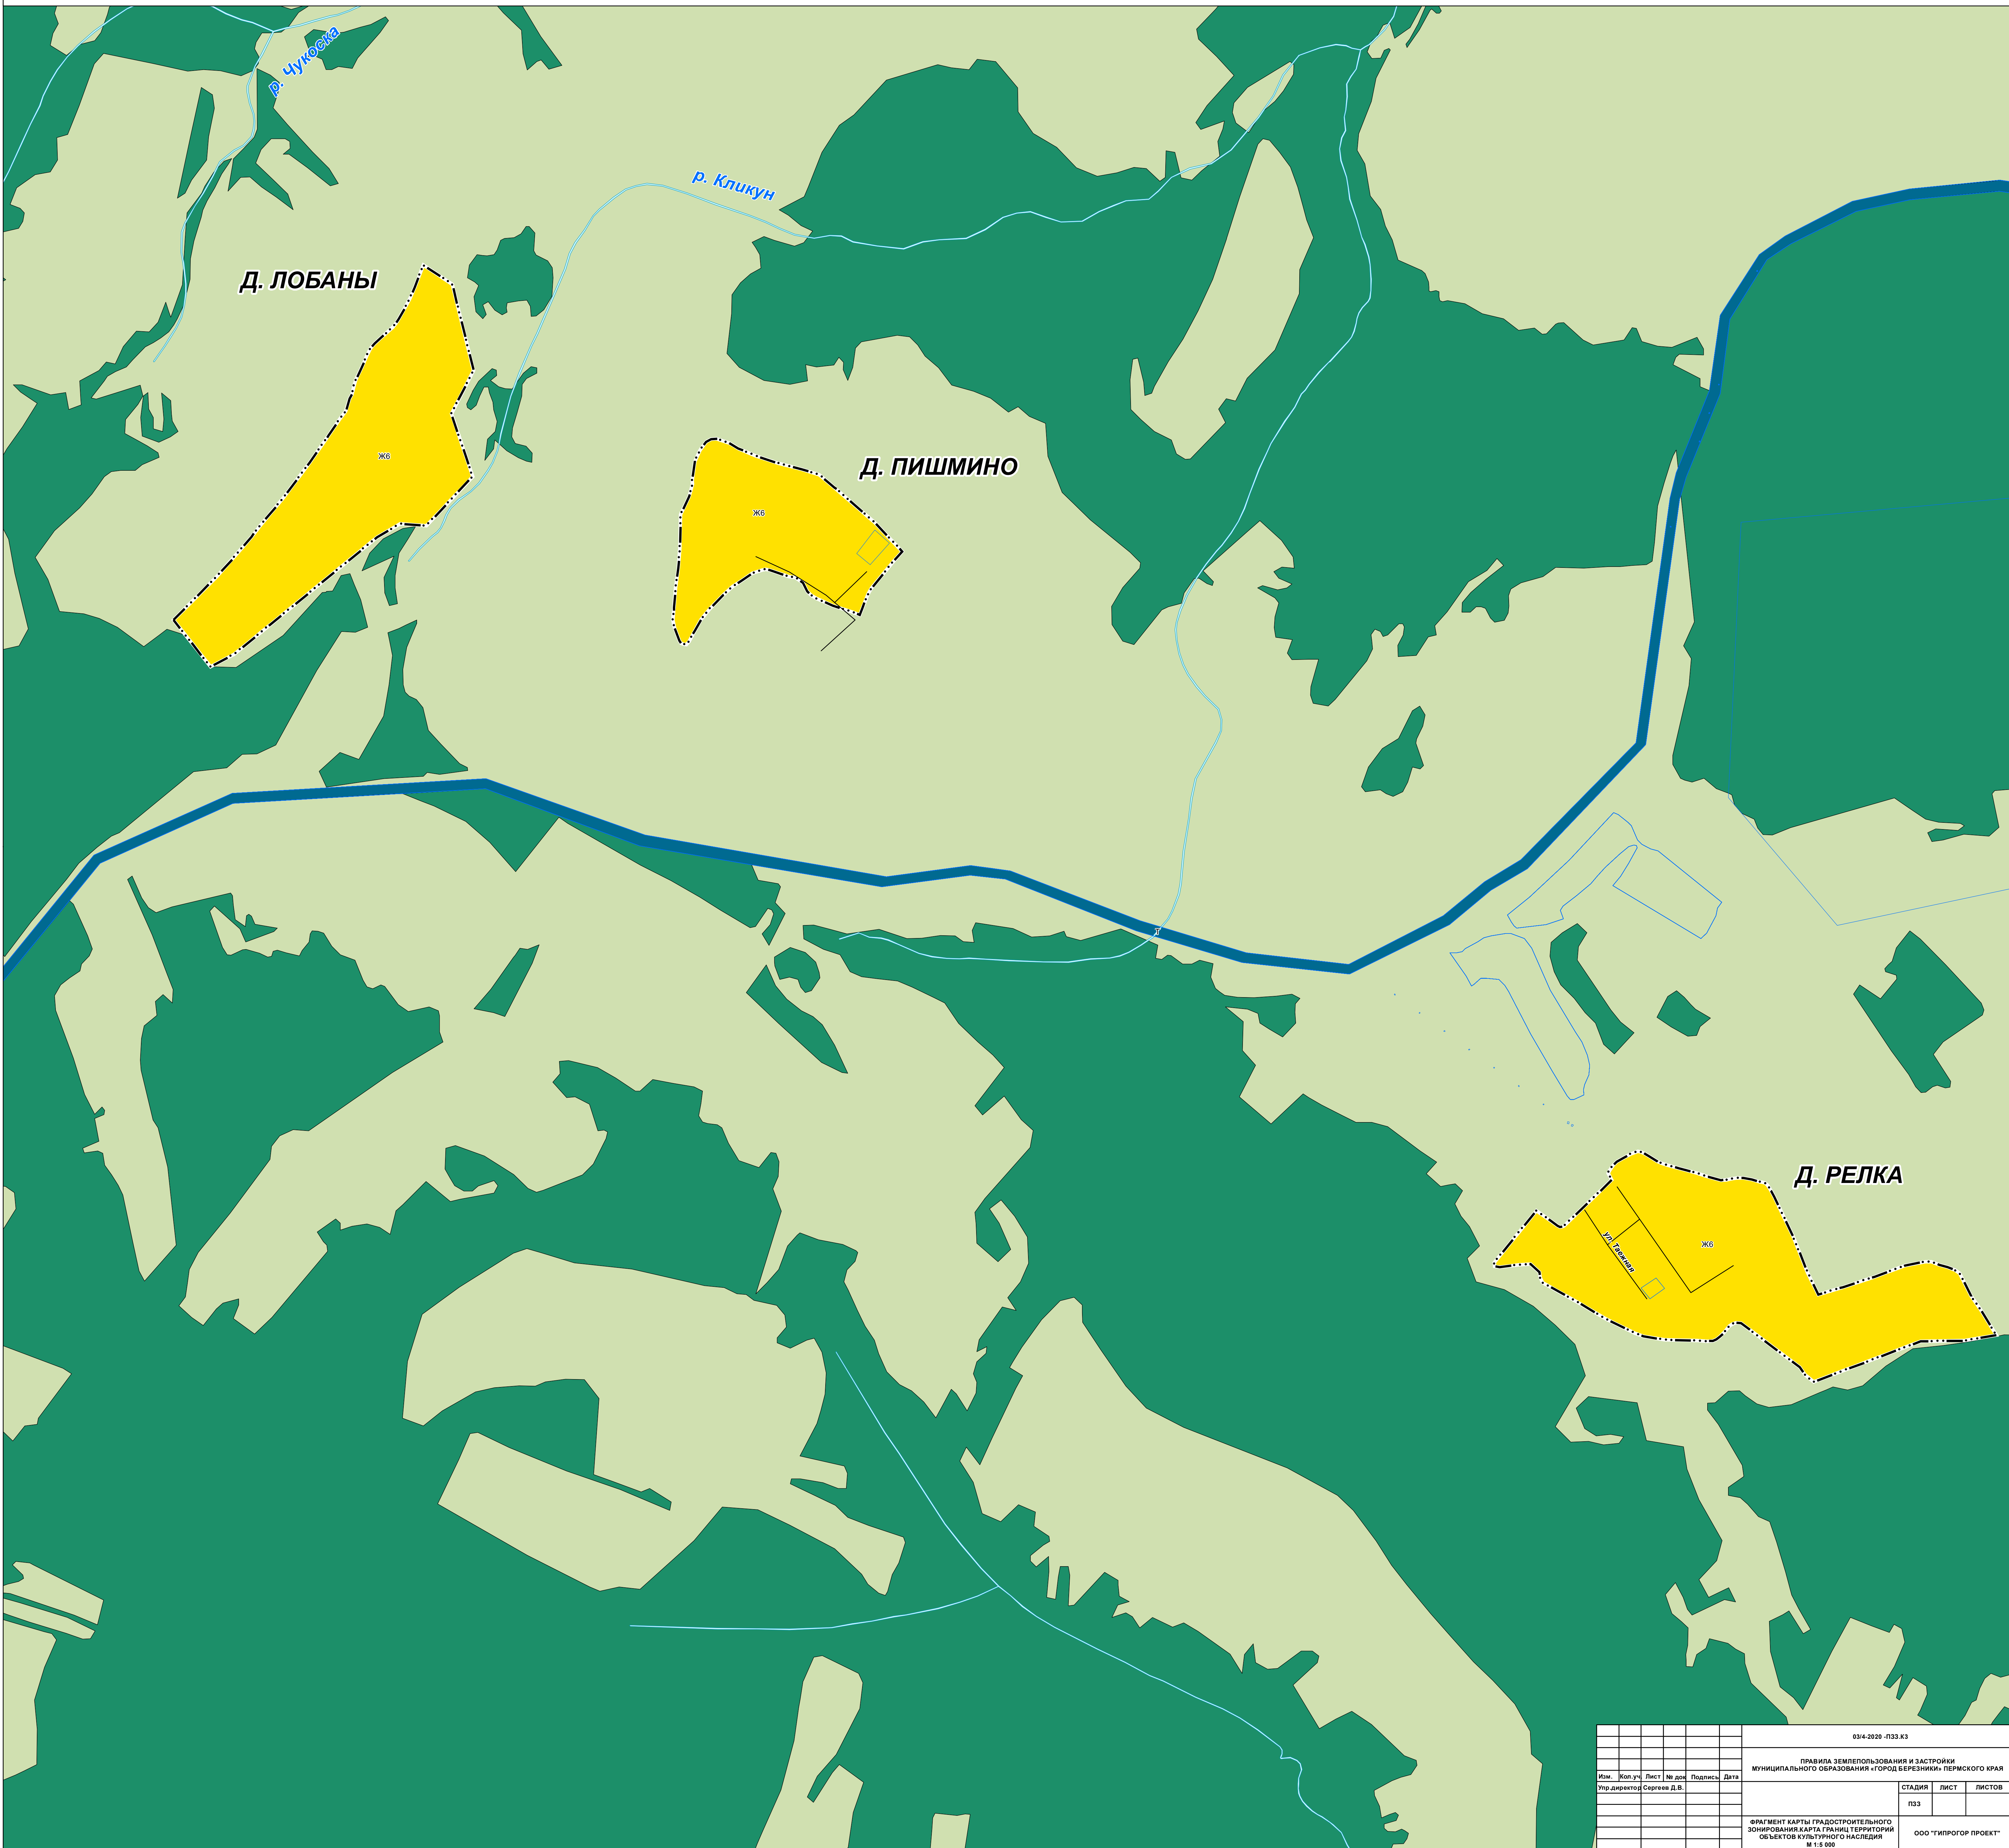 р. Чукоска
р. Кликун
Д. ЛОБАНЫ
Ж6
Д. ПИШМИНО
Ж6
Т
Д. РЕЛКА
Ж6
ул. Таежная
03/4-2020 -ПЗЗ.К3
ПРАВИЛА ЗЕМЛЕПОЛЬЗОВАНИЯ И ЗАСТРОЙКИ
МУНИЦИПАЛЬНОГО ОБРАЗОВАНИЯ «ГОРОД БЕРЕЗНИКИ» ПЕРМСКОГО КРАЯ
Изм. Кол.уч Лист № док Подпись Дата
Упр.директор Сергеев Д.В.
СТАДИЯ ЛИСТ ЛИСТОВ
ПЗЗ
ФРАГМЕНТ КАРТЫ ГРАДОСТРОИТЕЛЬНОГО
ЗОНИРОВАНИЯ.КАРТА ГРАНИЦ ТЕРРИТОРИЙ
ОБЪЕКТОВ КУЛЬТУРНОГО НАСЛЕДИЯ
М 1:5 000
ООО "ГИПРОГОР ПРОЕКТ"